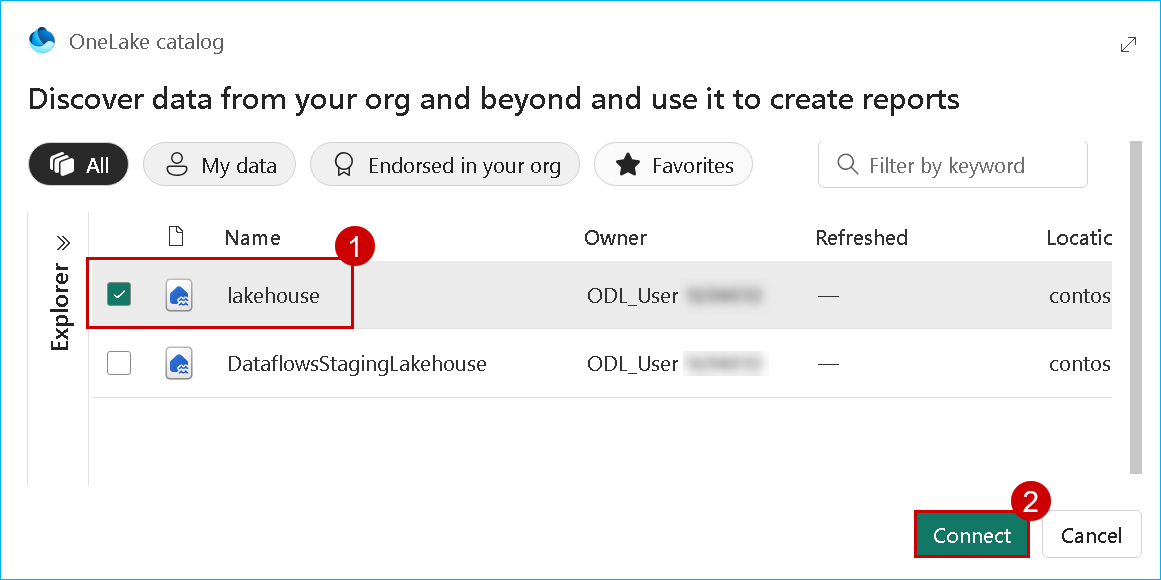 OneLake catalog
Discover data from your org and beyond and use it to create reports
All My data Endorsed in your org Favorites Filter by keyword
Name Owner Refreshed Locatic
1
Explorer
lakehouse ODL_User — contos
DataflowsStagingLakehouse ODL_User — contos
2
Connect Cancel